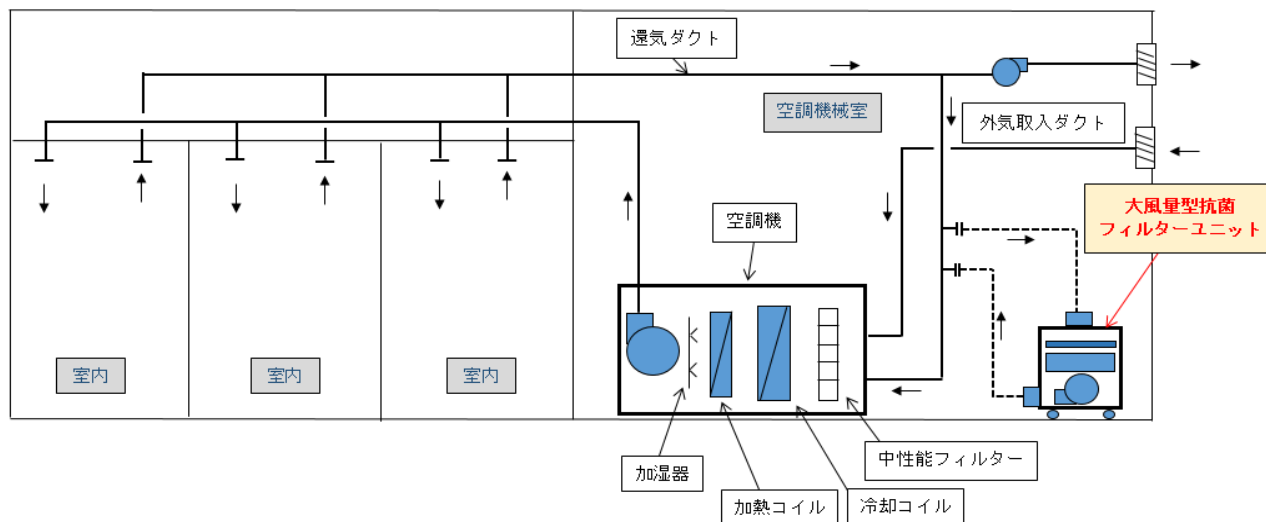 還気ダクト
空調機械室
外気取入ダクト
大風量型抗菌
フィルターユニット
空調機
室内
室内
室内
加湿器
中性能フィルター
加熱コイル
冷却コイル